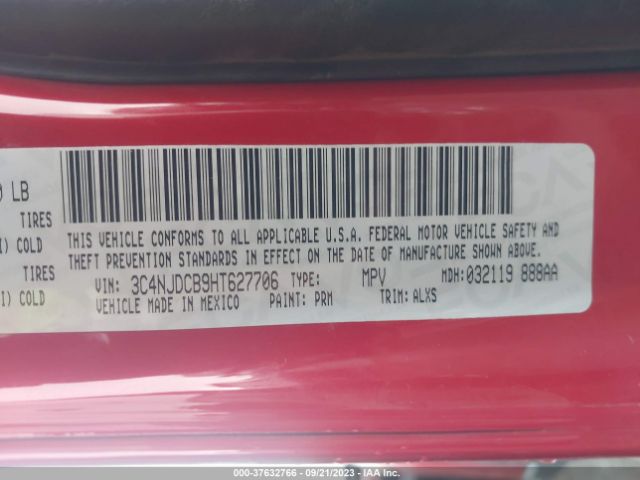 0 LB
TIRES
I) COLD
TIRES
I) COLD
THIS VEHICLE CONFORMS TO ALL APPLICABLE U.S.A. FEDERAL MOTOR VEHICLE SAFETY AND
THEFT PREVENTION STANDARDS IN EFFECT ON THE DATE OF MANUFACTURE SHOWN ABOVE.
VIN: 3C4NJDCB9HT627706 TYPE: MPV MDH:032119 888AA
VEHICLE MADE IN MEXICO PAINT: PRM TRIM: ALXS
000-37632766 - 09/21/2023 - IAA Inc.